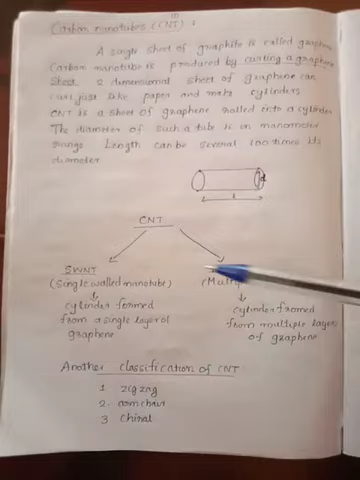 Carbon nanotubes (CNT) :
A single sheet of graphite is called graphene
Carbon nanotube is produced by curling a graphene
Sheet. 2 dimensional sheet of graphene can
curl just like paper and make cylinders
CNT is a sheet of graphene rolled into a cylinder
The diameter of such a tube is in nanometer
range. Length can be several 100 times its
diameter
d
l
CNT
SWNT
(Single walled nanotube)
cylinder formed
from a single layer of
graphene
(Multi
cylinder fromed
from multiple layers
of graphene
Another Classification of CNT
1 zig zag
2. armchair
3 Chiral